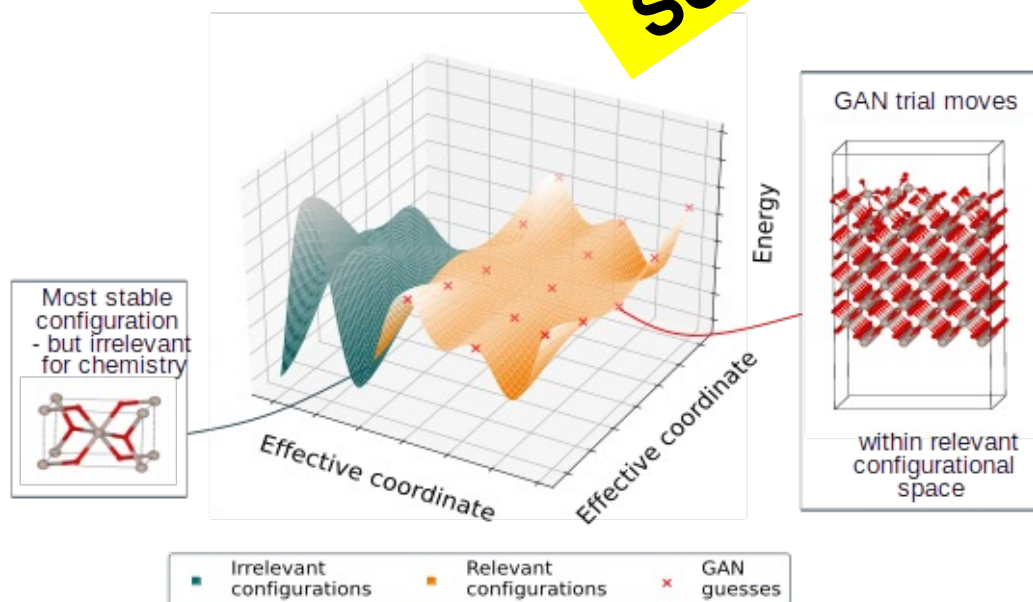 GAN trial moves
Energy
Most stable
configuration
- but irrelevant
for chemistry
within relevant
configurational
space
Effective coordinate
Effective coordinate
Irrelevant
configurations
Relevant
configurations
GAN
guesses